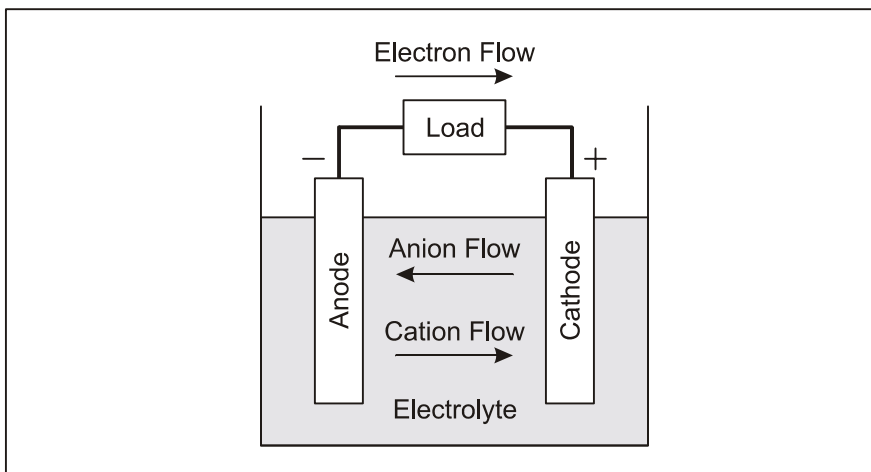 Electron Flow
Load
−
+
Anode
Anion Flow
Cathode
Cation Flow
Electrolyte